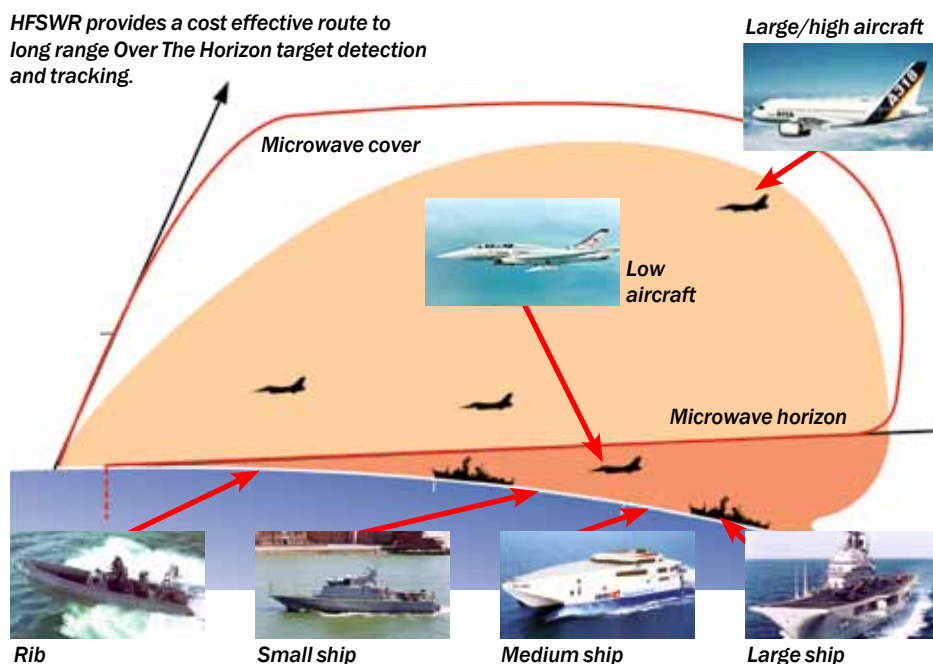 HFSWR provides a cost effective route to
long range Over The Horizon target detection
and tracking.
Large/high aircraft
A318
Microwave cover
Low
aircraft
Microwave horizon
Rib
Small ship
Medium ship
Large ship